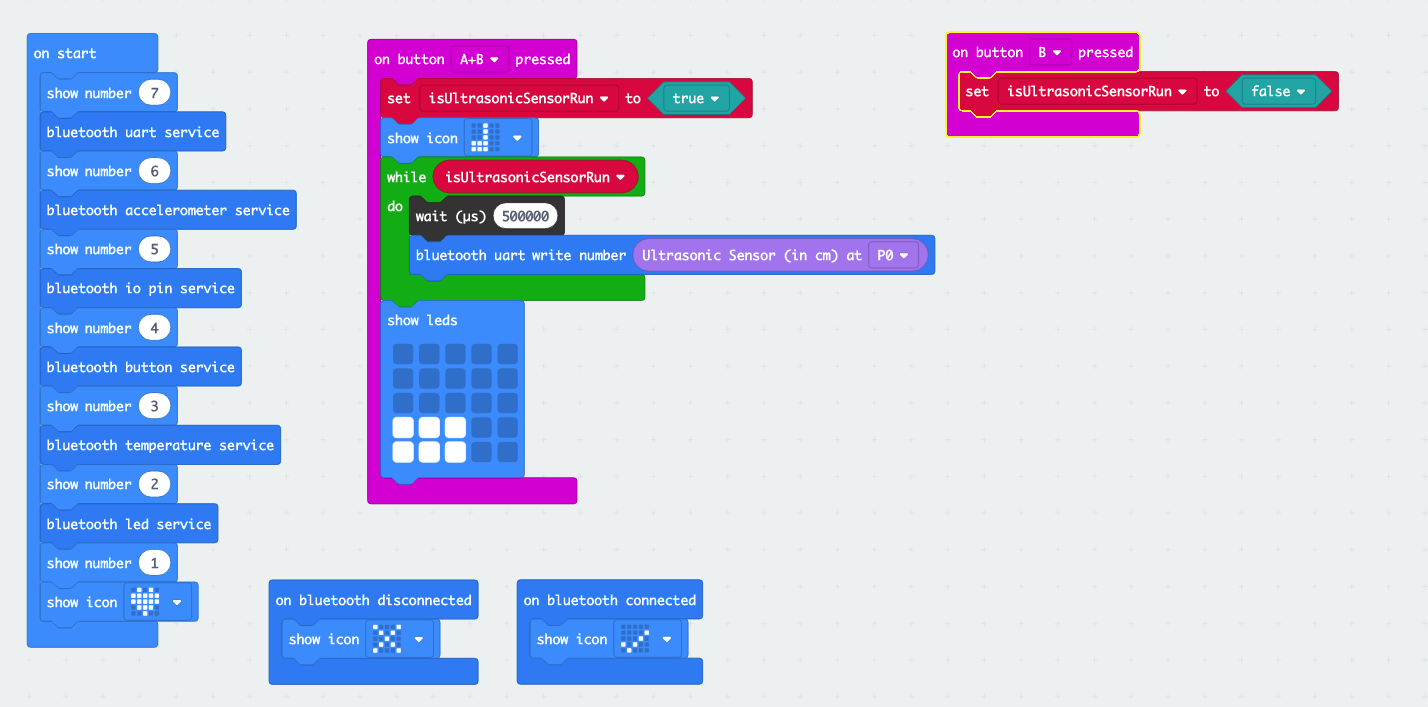 on start
show number 7
bluetooth uart service
show number 6
bluetooth accelerometer service
show number 5
bluetooth io pin service
show number 4
bluetooth button service
show number 3
bluetooth temperature service
show number 2
bluetooth led service
show number 1
show icon
on button A+B pressed
set isUltrasonicSensorRun to true
show icon
while isUltrasonicSensorRun
do
wait (µs) 500000
bluetooth uart write number Ultrasonic Sensor (in cm) at P0
show leds
on button B pressed
set isUltrasonicSensorRun to false
on bluetooth disconnected
show icon
on bluetooth connected
show icon